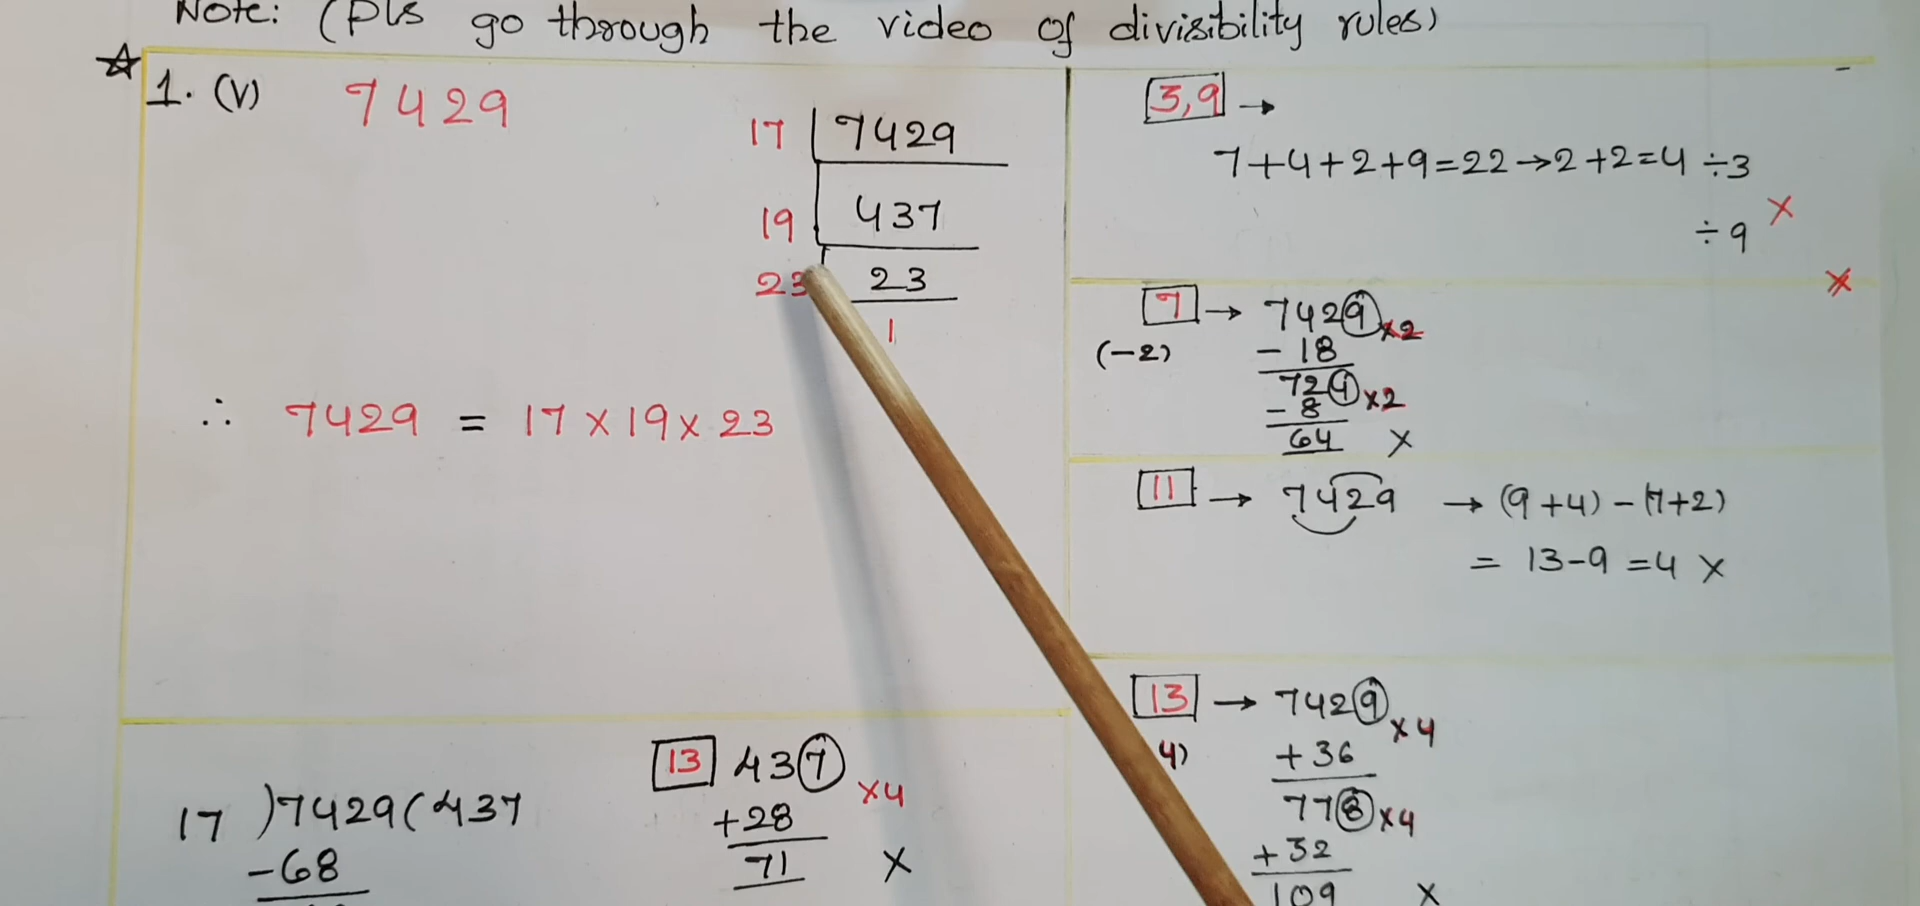 Note: (Pls go through the video of divisibility rules)
1. (v) 7429
17 | 7429
19 | 437
23 23
1
∴ 7429 = 17 × 19 × 23
3,9 →
7+4+2+9=22→2+2=4 ÷3
×
÷9
×
7 → 7429 ×2
(-2) - 18
724 ×2
- 8
64 ×
11 → 7429 → (9+4) - (7+2)
= 13-9 =4 ×
13 → 7429 ×4
4) +36
778 ×4
+32
109 ×
17 )7429( 437
-68
13 437 ×4
+28
71 ×